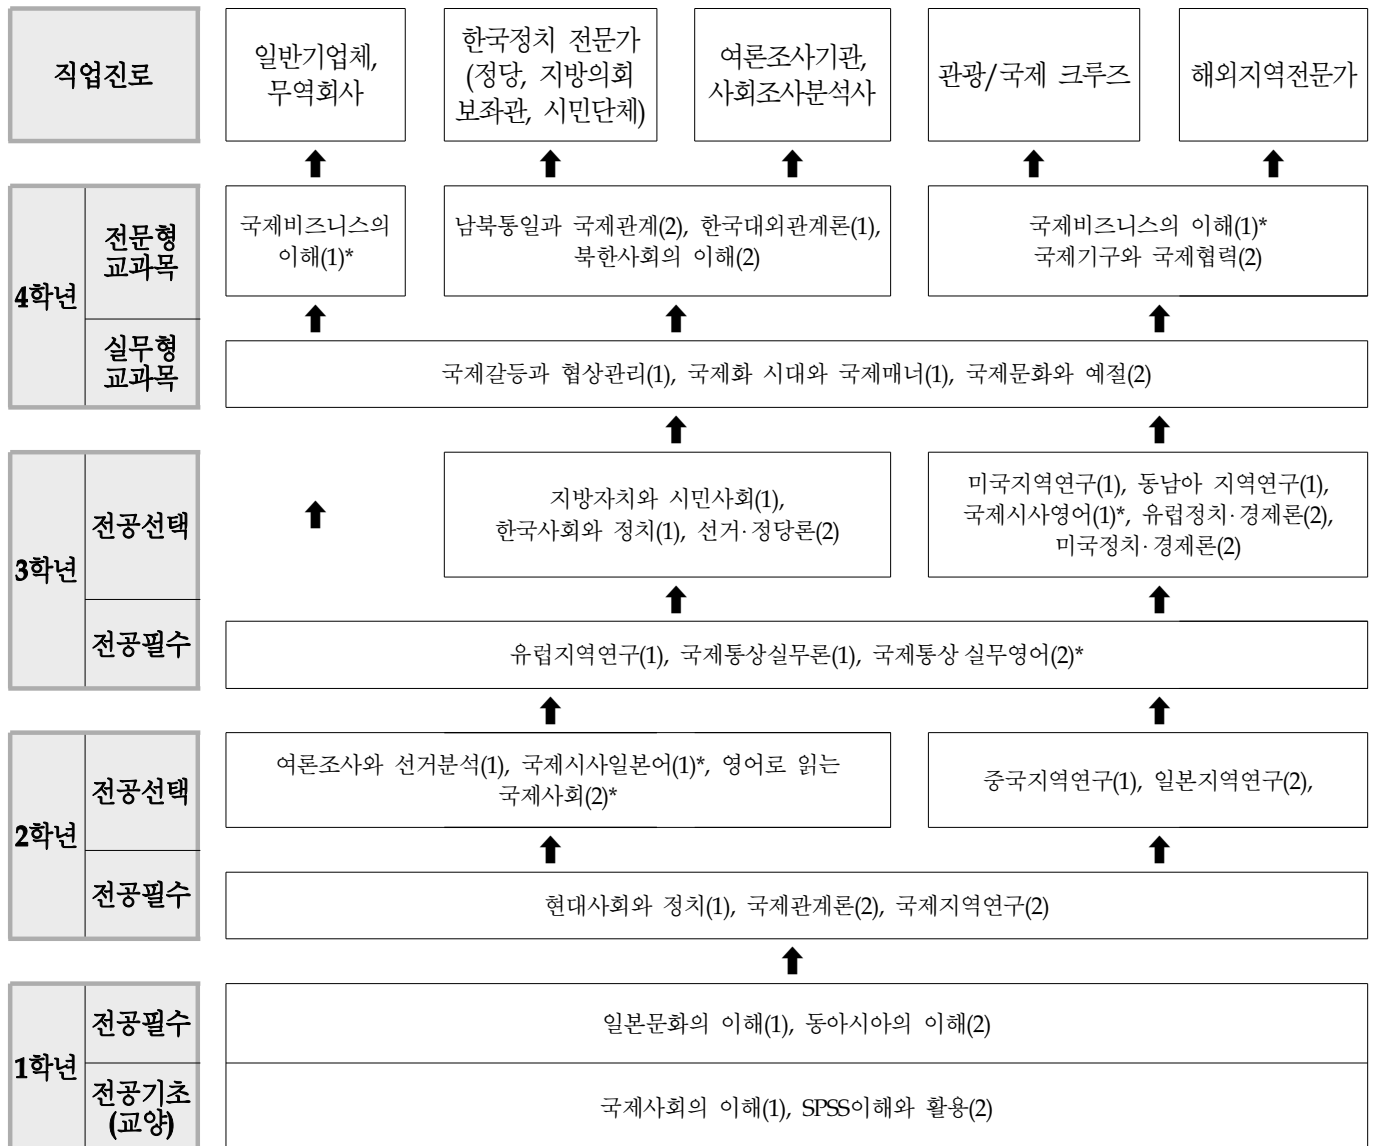 직업진로
일반기업체,
무역회사
한국정치 전문가
(정당, 지방의회
보좌관, 시민단체)
여론조사기관,
사회조사분석사
관광/국제 크루즈
해외지역전문가
4학년
전문형
교과목
국제비즈니스의
이해(1)*
남북통일과 국제관계(2), 한국대외관계론(1),
북한사회의 이해(2)
국제비즈니스의 이해(1)*
국제기구와 국제협력(2)
실무형
교과목
국제갈등과 협상관리(1), 국제화 시대와 국제매너(1), 국제문화와 예절(2)
3학년
전공선택
지방자치와 시민사회(1),
한국사회와 정치(1), 선거·정당론(2)
미국지역연구(1), 동남아 지역연구(1),
국제시사영어(1)*, 유럽정치·경제론(2),
미국정치·경제론(2)
전공필수
유럽지역연구(1), 국제통상실무론(1), 국제통상 실무영어(2)*
2학년
전공선택
여론조사와 선거분석(1), 국제시사일본어(1)*, 영어로 읽는
국제사회(2)*
중국지역연구(1), 일본지역연구(2),
전공필수
현대사회와 정치(1), 국제관계론(2), 국제지역연구(2)
1학년
전공필수
일본문화의 이해(1), 동아시아의 이해(2)
전공기초
(교양)
국제사회의 이해(1), SPSS이해와 활용(2)